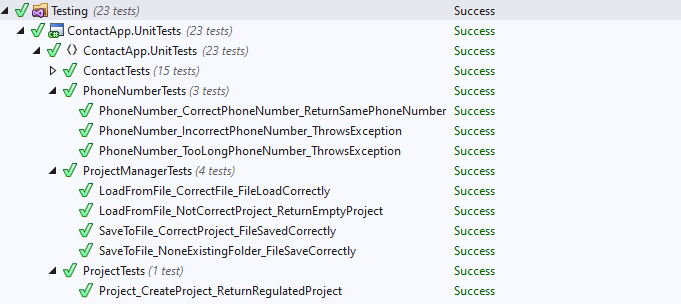 Testing (23 tests) Success
ContactApp.UnitTests (23 tests) Success
ContactApp.UnitTests (23 tests) Success
ContactTests (15 tests) Success
PhoneNumberTests (3 tests) Success
PhoneNumber_CorrectPhoneNumber_ReturnSamePhoneNumber Success
PhoneNumber_IncorrectPhoneNumber_ThrowsException Success
PhoneNumber_TooLongPhoneNumber_ThrowsException Success
ProjectManagerTests (4 tests) Success
LoadFromFile_CorrectFile_FileLoadCorrectly Success
LoadFromFile_NotCorrectProject_ReturnEmptyProject Success
SaveToFile_CorrectProject_FileSavedCorrectly Success
SaveToFile_NoneExistingFolder_FileSaveCorrectly Success
ProjectTests (1 test) Success
Project_CreateProject_ReturnRegulatedProject Success